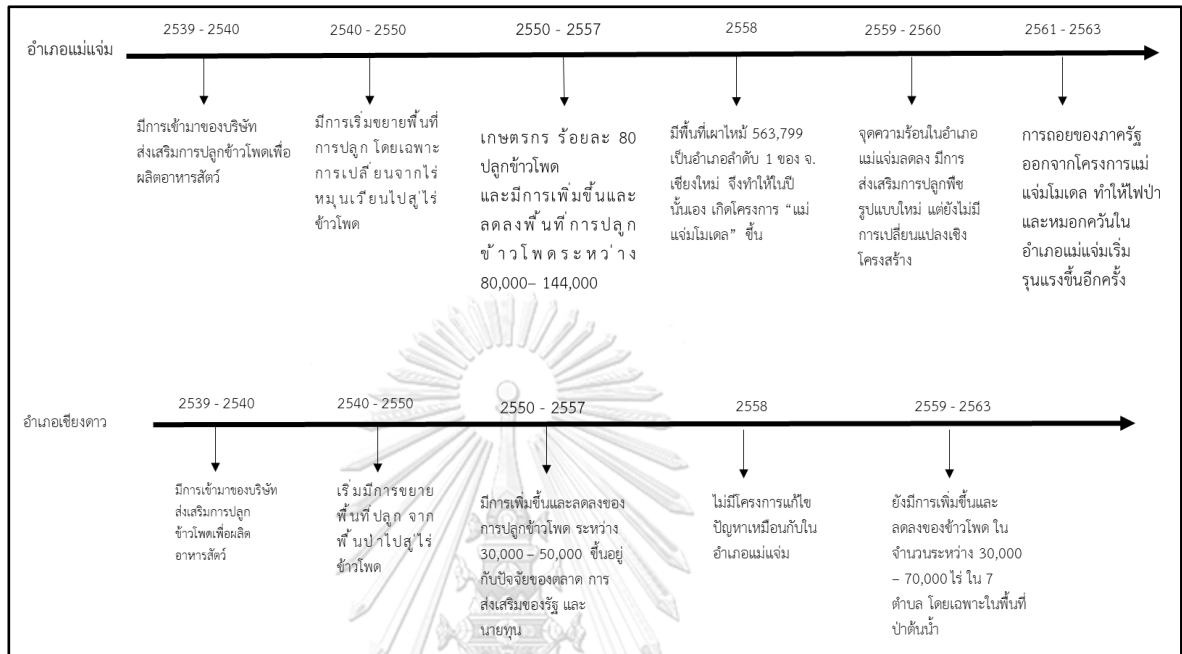 2539 - 2540
2540 - 2550
2550 - 2557
2558
2559 - 2560
2561 - 2563
อำเภอแม่แจ่ม
มีการเข้ามาของบริษัท
ส่งเสริมการปลูกข้าวโพดเพื่อ
ผลิตอาหารสัตว์
มีการเริ่มขยายพื้นที่
การปลูก โดยเฉพาะ
การเปลี่ยนจากไร่
หมุนเวียนไปสู่ไร่
ข้าวโพด
เกษตรกร ร้อยละ 80
ปลูกข้าวโพด
และมีการเพิ่มขึ้นและ
ลดลงพื้นที่การปลูก
ข้าวโพดระหว่าง
80,000– 144,000
มีพื้นที่เผาไหม้ 563,799
เป็นอำเภอลำดับ 1 ของ จ.
เชียงใหม่ จึงทำให้ในปี
นั้นเอง เกิดโครงการ “แม่
แจ่มโมเดล” ขึ้น
จุดความร้อนในอำเภอ
แม่แจ่มลดลง มีการ
ส่งเสริมการปลูกพืช
รูปแบบใหม่ แต่ยังไม่มี
การเปลี่ยนแปลงเชิง
โครงสร้าง
การถอยของภาครัฐ
ออกจากโครงการแม่
แจ่มโมเดล ทำให้ไฟป่า
และหมอกควันใน
อำเภอแม่แจ่มเริ่ม
รุนแรงขึ้นอีกครั้ง
2539 - 2540
2540 - 2550
2550 - 2557
2558
2559 - 2563
อำเภอเชียงดาว
มีการเข้ามาของบริษัท
ส่งเสริมการปลูก
ข้าวโพดเพื่อผลิต
อาหารสัตว์
เริ่มมีการขยาย
พื้นที่ปลูก จาก
พื้นป่าไปสู่ไร่
ข้าวโพด
มีการเพิ่มขึ้นและลดลงของ
การปลูกข้าวโพด ระหว่าง
30,000 – 50,000 ขึ้นอยู่
กับปัจจัยของตลาด การ
ส่งเสริมของรัฐ และ
นายทุน
ไม่มีโครงการแก้ไข
ปัญหาเหมือนกับใน
อำเภอแม่แจ่ม
ยังมีการเพิ่มขึ้นและ
ลดลงของข้าวโพด ใน
จำนวนระหว่าง 30,000
– 70,000 ไร่ ใน 7
ตำบล โดยเฉพาะในพื้นที่
ป่าต้นน้ำ